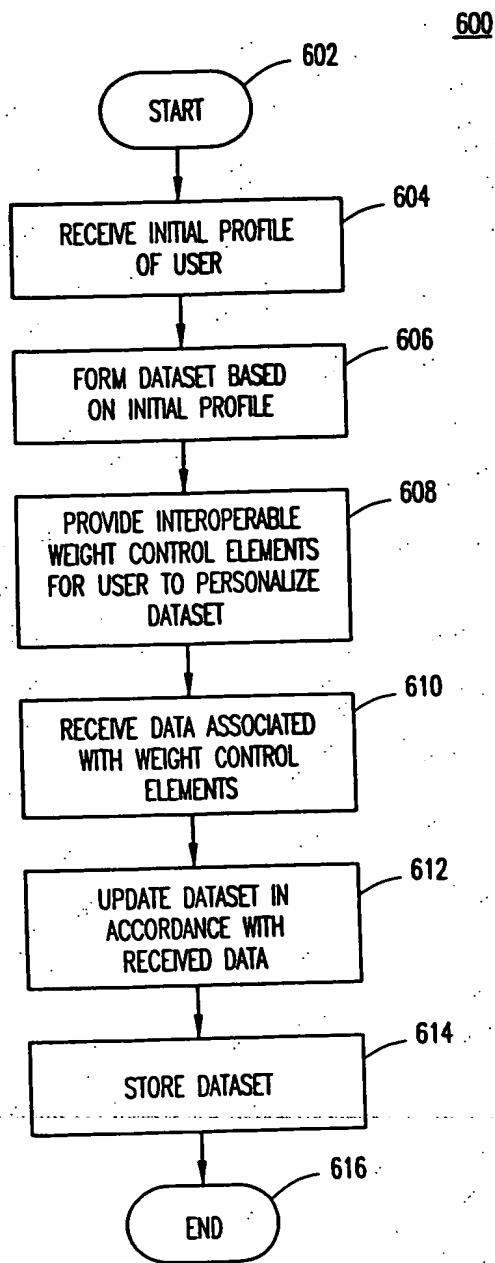 600
602
START
604
RECEIVE INITIAL PROFILE
OF USER
606
FORM DATASET BASED
ON INITIAL PROFILE
608
PROVIDE INTEROPERABLE
WEIGHT CONTROL ELEMENTS
FOR USER TO PERSONALIZE
DATASET
610
RECEIVE DATA ASSOCIATED
WITH WEIGHT CONTROL
ELEMENTS
612
UPDATE DATASET IN
ACCORDANCE WITH
RECEIVED DATA
614
STORE DATASET
616
END